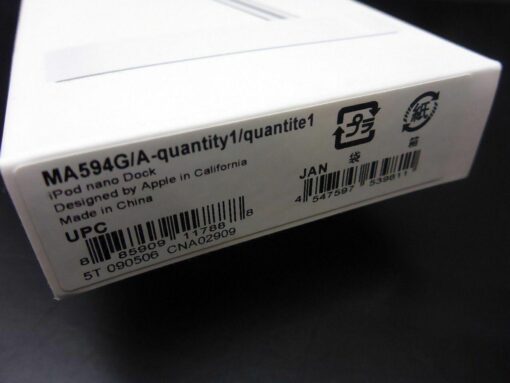 MA594G/A-quantity1/quantite1
iPod nano Dock
Designed by Apple in California
Made in China
UPC
8 85909 11788 8
5T 090506 CNA02909
プラ
袋
紙
箱
JAN
4 547597 539811